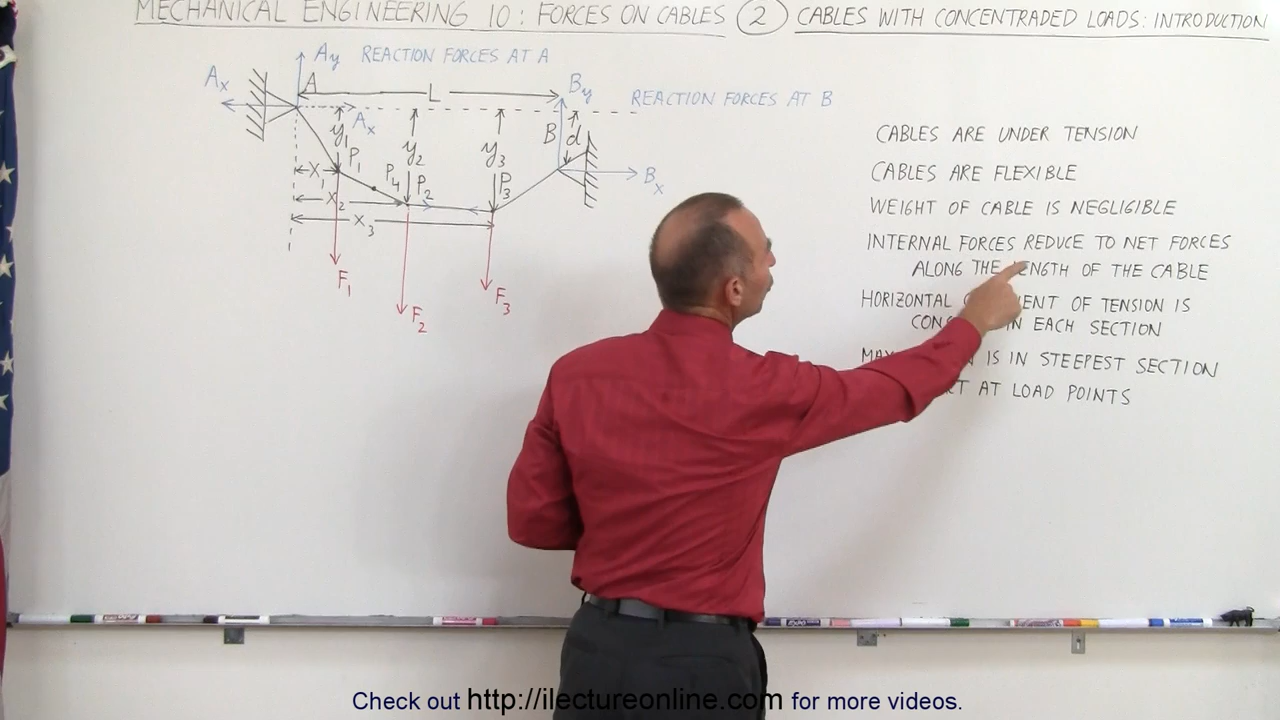 MECHANICAL ENGINEERING 10: FORCES ON CABLES 2 CABLES WITH CONCENTRADED LOADS: INTRODUCTION
Ay REACTION FORCES AT A
Ax A L By REACTION FORCES AT B
Ax B d
y1 y2 y3
X1 P1 P4 P2 P3 Bx
X2
X3
F1 F2 F3
CABLES ARE UNDER TENSION
CABLES ARE FLEXIBLE
WEIGHT OF CABLE IS NEGLIGIBLE
INTERNAL FORCES REDUCE TO NET FORCES
ALONG THE LENGTH OF THE CABLE
HORIZONTAL OF TENSION IS
IN EACH SECTION
IS IN STEEPEST SECTION
AT LOAD POINTS
Check out http://ilectureonline.com for more videos.